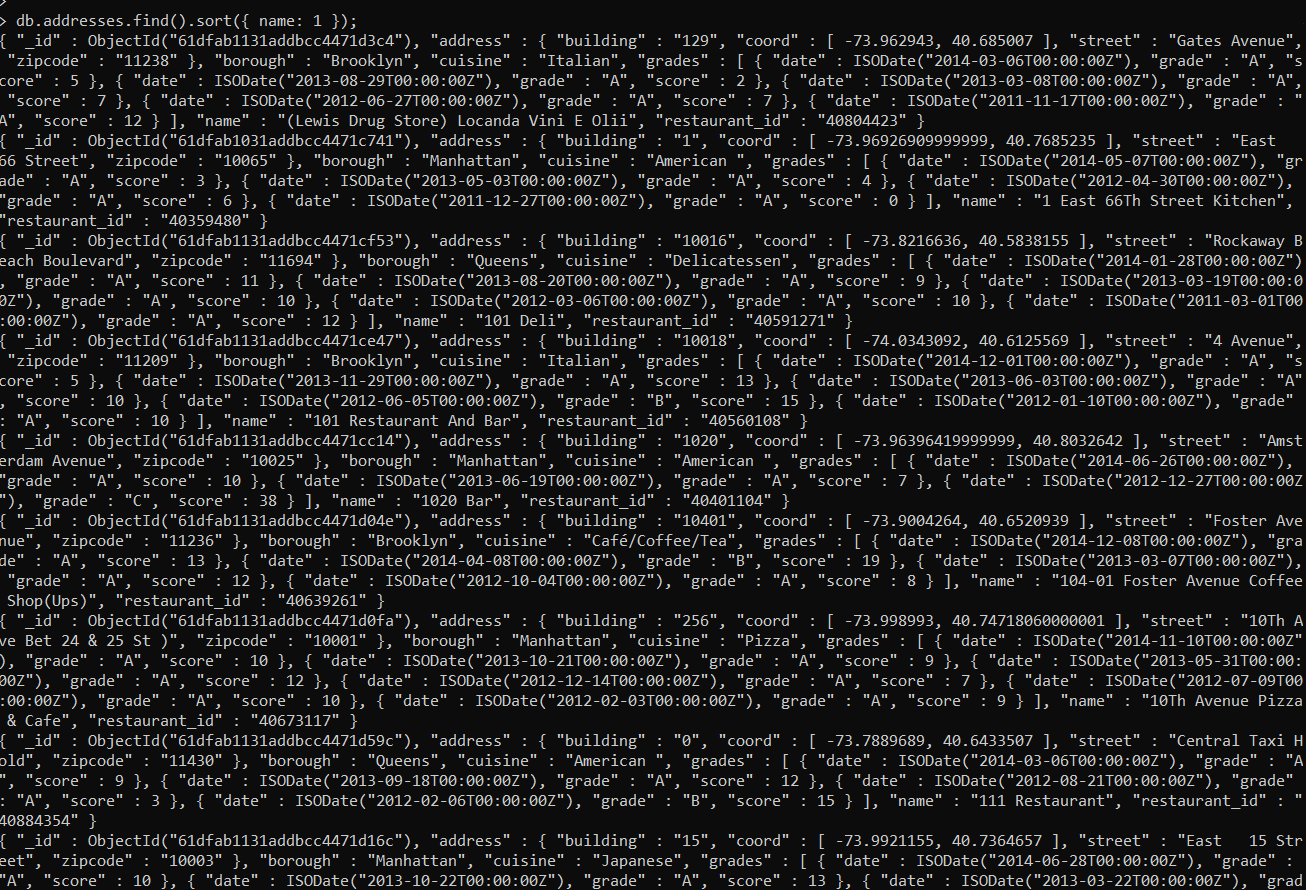 >
> db.addresses.find().sort({ name: 1 });
{ "_id" : ObjectId("61dfab1131addbcc4471d3c4"), "address" : { "building" : "129", "coord" : [ -73.962943, 40.685007 ], "street" : "Gates Avenue",
"zipcode" : "11238" }, "borough" : "Brooklyn", "cuisine" : "Italian", "grades" : [ { "date" : ISODate("2014-03-06T00:00:00Z"), "grade" : "A", "s
core" : 5 }, { "date" : ISODate("2013-08-29T00:00:00Z"), "grade" : "A", "score" : 2 }, { "date" : ISODate("2013-03-08T00:00:00Z"), "grade" : "A",
"score" : 7 }, { "date" : ISODate("2012-06-27T00:00:00Z"), "grade" : "A", "score" : 7 }, { "date" : ISODate("2011-11-17T00:00:00Z"), "grade" : "
A", "score" : 12 } ], "name" : "(Lewis Drug Store) Locanda Vini E Olii", "restaurant_id" : "40804423" }
{ "_id" : ObjectId("61dfab1031addbcc4471c741"), "address" : { "building" : "1", "coord" : [ -73.96926909999999, 40.7685235 ], "street" : "East
66 Street", "zipcode" : "10065" }, "borough" : "Manhattan", "cuisine" : "American ", "grades" : [ { "date" : ISODate("2014-05-07T00:00:00Z"), "gr
ade" : "A", "score" : 3 }, { "date" : ISODate("2013-05-03T00:00:00Z"), "grade" : "A", "score" : 4 }, { "date" : ISODate("2012-04-30T00:00:00Z"),
"grade" : "A", "score" : 6 }, { "date" : ISODate("2011-12-27T00:00:00Z"), "grade" : "A", "score" : 0 } ], "name" : "1 East 66Th Street Kitchen",
"restaurant_id" : "40359480" }
{ "_id" : ObjectId("61dfab1131addbcc4471cf53"), "address" : { "building" : "10016", "coord" : [ -73.8216636, 40.5838155 ], "street" : "Rockaway B
each Boulevard", "zipcode" : "11694" }, "borough" : "Queens", "cuisine" : "Delicatessen", "grades" : [ { "date" : ISODate("2014-01-28T00:00:00Z")
, "grade" : "A", "score" : 11 }, { "date" : ISODate("2013-08-20T00:00:00Z"), "grade" : "A", "score" : 9 }, { "date" : ISODate("2013-03-19T00:00:0
0Z"), "grade" : "A", "score" : 10 }, { "date" : ISODate("2012-03-06T00:00:00Z"), "grade" : "A", "score" : 10 }, { "date" : ISODate("2011-03-01T00
:00:00Z"), "grade" : "A", "score" : 12 } ], "name" : "101 Deli", "restaurant_id" : "40591271" }
{ "_id" : ObjectId("61dfab1131addbcc4471ce47"), "address" : { "building" : "10018", "coord" : [ -74.0343092, 40.6125569 ], "street" : "4 Avenue",
"zipcode" : "11209" }, "borough" : "Brooklyn", "cuisine" : "Italian", "grades" : [ { "date" : ISODate("2014-12-01T00:00:00Z"), "grade" : "A", "s
core" : 5 }, { "date" : ISODate("2013-11-29T00:00:00Z"), "grade" : "A", "score" : 13 }, { "date" : ISODate("2013-06-03T00:00:00Z"), "grade" : "A"
, "score" : 10 }, { "date" : ISODate("2012-06-05T00:00:00Z"), "grade" : "B", "score" : 15 }, { "date" : ISODate("2012-01-10T00:00:00Z"), "grade"
: "A", "score" : 10 } ], "name" : "101 Restaurant And Bar", "restaurant_id" : "40560108" }
{ "_id" : ObjectId("61dfab1131addbcc4471cc14"), "address" : { "building" : "1020", "coord" : [ -73.96396419999999, 40.8032642 ], "street" : "Amst
erdam Avenue", "zipcode" : "10025" }, "borough" : "Manhattan", "cuisine" : "American ", "grades" : [ { "date" : ISODate("2014-06-26T00:00:00Z"),
"grade" : "A", "score" : 10 }, { "date" : ISODate("2013-06-19T00:00:00Z"), "grade" : "A", "score" : 7 }, { "date" : ISODate("2012-12-27T00:00:00Z
"), "grade" : "C", "score" : 38 } ], "name" : "1020 Bar", "restaurant_id" : "40401104" }
{ "_id" : ObjectId("61dfab1131addbcc4471d04e"), "address" : { "building" : "10401", "coord" : [ -73.9004264, 40.6520939 ], "street" : "Foster Ave
nue", "zipcode" : "11236" }, "borough" : "Brooklyn", "cuisine" : "Café/Coffee/Tea", "grades" : [ { "date" : ISODate("2014-12-08T00:00:00Z"), "gra
de" : "A", "score" : 13 }, { "date" : ISODate("2014-04-08T00:00:00Z"), "grade" : "B", "score" : 19 }, { "date" : ISODate("2013-03-07T00:00:00Z"),
"grade" : "A", "score" : 12 }, { "date" : ISODate("2012-10-04T00:00:00Z"), "grade" : "A", "score" : 8 } ], "name" : "104-01 Foster Avenue Coffee
Shop(Ups)", "restaurant_id" : "40639261" }
{ "_id" : ObjectId("61dfab1131addbcc4471d0fa"), "address" : { "building" : "256", "coord" : [ -73.998993, 40.74718060000001 ], "street" : "10Th A
ve Bet 24 & 25 St )", "zipcode" : "10001" }, "borough" : "Manhattan", "cuisine" : "Pizza", "grades" : [ { "date" : ISODate("2014-11-10T00:00:00Z"
), "grade" : "A", "score" : 10 }, { "date" : ISODate("2013-10-21T00:00:00Z"), "grade" : "A", "score" : 9 }, { "date" : ISODate("2013-05-31T00:00:
00Z"), "grade" : "A", "score" : 12 }, { "date" : ISODate("2012-12-14T00:00:00Z"), "grade" : "A", "score" : 7 }, { "date" : ISODate("2012-07-09T00
:00:00Z"), "grade" : "A", "score" : 10 }, { "date" : ISODate("2012-02-03T00:00:00Z"), "grade" : "A", "score" : 9 } ], "name" : "10Th Avenue Pizza
& Cafe", "restaurant_id" : "40673117" }
{ "_id" : ObjectId("61dfab1131addbcc4471d59c"), "address" : { "building" : "0", "coord" : [ -73.7889689, 40.6433507 ], "street" : "Central Taxi H
old", "zipcode" : "11430" }, "borough" : "Queens", "cuisine" : "American ", "grades" : [ { "date" : ISODate("2014-03-06T00:00:00Z"), "grade" : "A
", "score" : 9 }, { "date" : ISODate("2013-09-18T00:00:00Z"), "grade" : "A", "score" : 12 }, { "date" : ISODate("2012-08-21T00:00:00Z"), "grade"
: "A", "score" : 3 }, { "date" : ISODate("2012-02-06T00:00:00Z"), "grade" : "B", "score" : 15 } ], "name" : "111 Restaurant", "restaurant_id" : "
40884354" }
{ "_id" : ObjectId("61dfab1131addbcc4471d16c"), "address" : { "building" : "15", "coord" : [ -73.9921155, 40.7364657 ], "street" : "East   15 Str
eet", "zipcode" : "10003" }, "borough" : "Manhattan", "cuisine" : "Japanese", "grades" : [ { "date" : ISODate("2014-06-28T00:00:00Z"), "grade" :
"A", "score" : 10 }, { "date" : ISODate("2013-10-22T00:00:00Z"), "grade" : "A", "score" : 13 }, { "date" : ISODate("2013-03-22T00:00:00Z"), "grad